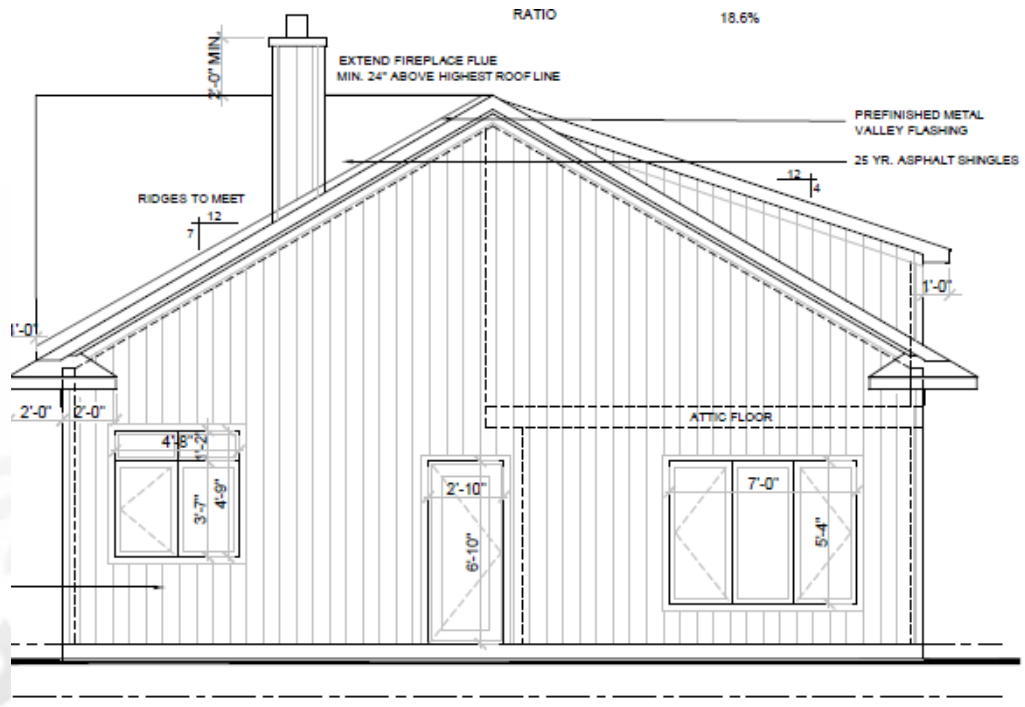 RATIO 18.6%
2'-0" MIN.
EXTEND FIREPLACE FLUE
MIN. 24" ABOVE HIGHEST ROOF LINE
PREFINISHED METAL
VALLEY FLASHING
25 YR. ASPHALT SHINGLES
12
4
RIDGES TO MEET
12
7
1'-0"
1'-0"
2'-0" 2'-0"
ATTIC FLOOR
4'-8"
1'-2"
3'-7"
4'-9"
2'-10"
6'-10"
7'-0"
5'-4"